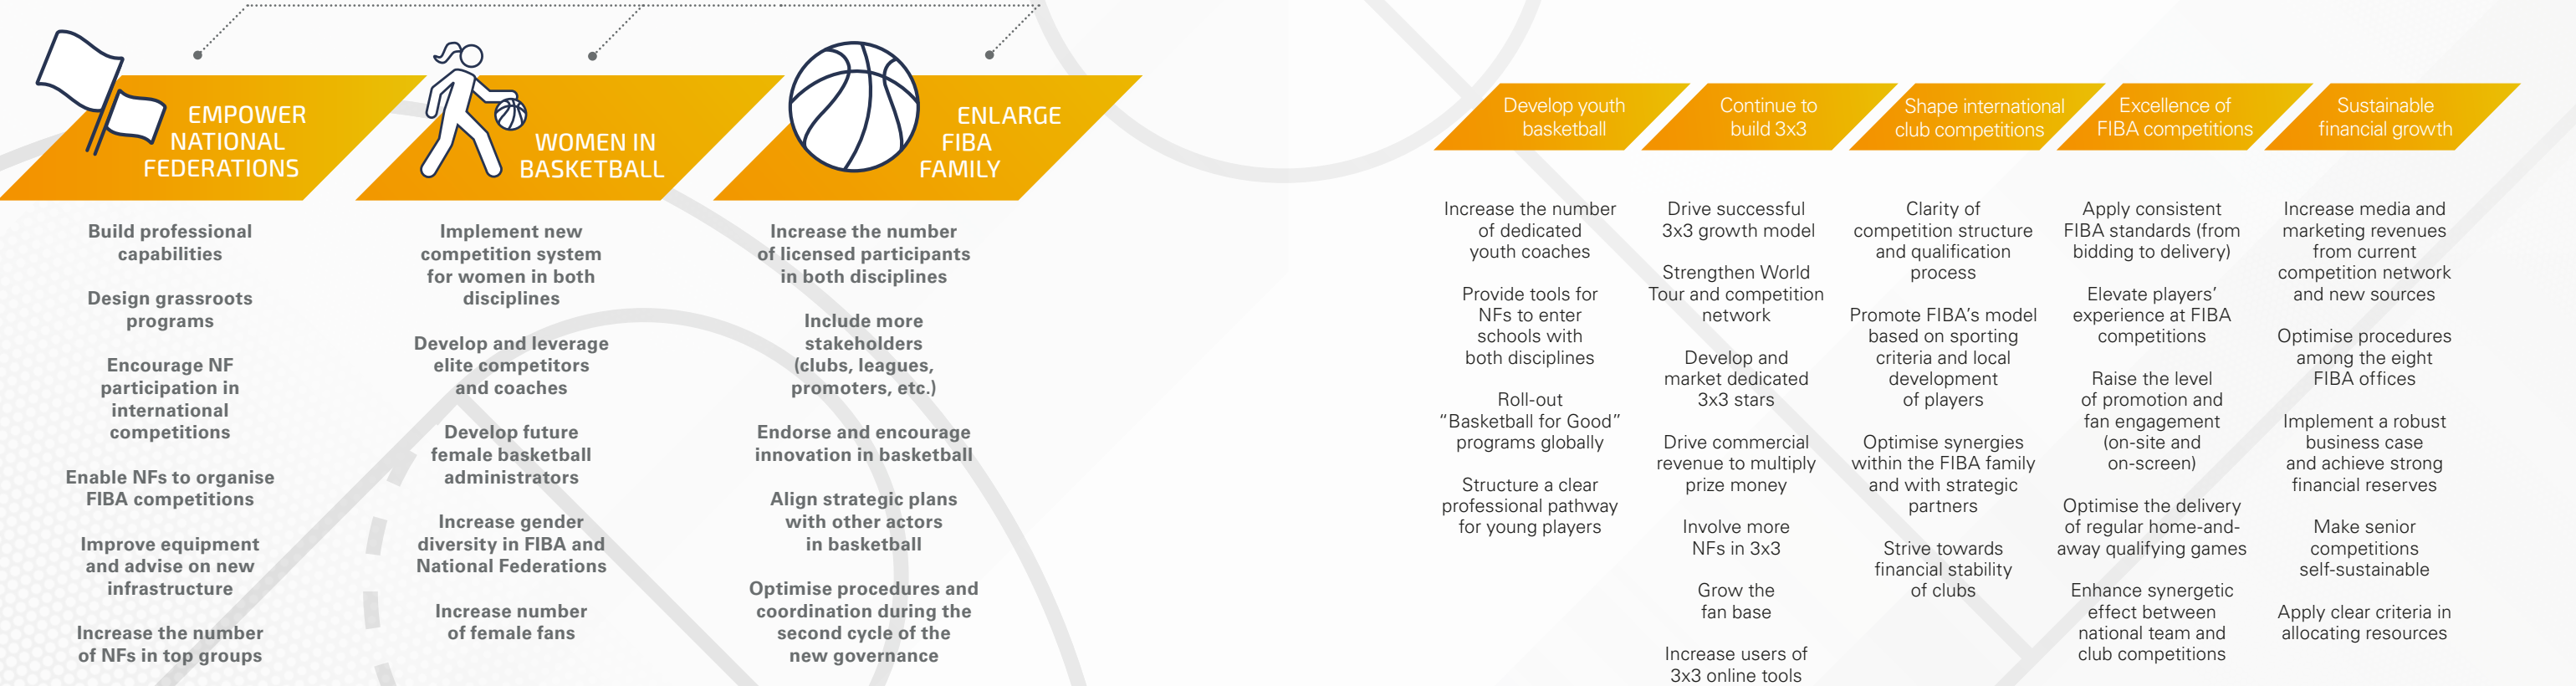 EMPOWER
NATIONAL
FEDERATIONS
Build professional
capabilities
Design grassroots
programs
Encourage NF
participation in
international
competitions
Enable NFs to organise
FIBA competitions
Improve equipment
and advise on new
infrastructure
Increase the number
of NFs in top groups
WOMEN IN
BASKETBALL
Implement new
competition system
for women in both
disciplines
Develop and leverage
elite competitors
and coaches
Develop future
female basketball
administrators
Increase gender
diversity in FIBA and
National Federations
Increase number
of female fans
ENLARGE
FIBA
FAMILY
Increase the number
of licensed participants
in both disciplines
Include more
stakeholders
(clubs, leagues,
promoters, etc.)
Endorse and encourage
innovation in basketball
Align strategic plans
with other actors
in basketball
Optimise procedures and
coordination during the
second cycle of the
new governance
Develop youth
basketball
Increase the number
of dedicated
youth coaches
Provide tools for
NFs to enter
schools with
both disciplines
Roll-out
“Basketball for Good”
programs globally
Structure a clear
professional pathway
for young players
Continue to
build 3x3
Drive successful
3x3 growth model
Strengthen World
Tour and competition
network
Develop and
market dedicated
3x3 stars
Drive commercial
revenue to multiply
prize money
Involve more
NFs in 3x3
Grow the
fan base
Increase users of
3x3 online tools
Shape international
club competitions
Clarity of
competition structure
and qualification
process
Promote FIBA’s model
based on sporting
criteria and local
development
of players
Optimise synergies
within the FIBA family
and with strategic
partners
Strive towards
financial stability
of clubs
Excellence of
FIBA competitions
Apply consistent
FIBA standards (from
bidding to delivery)
Elevate players’
experience at FIBA
competitions
Raise the level
of promotion and
fan engagement
(on-site and
on-screen)
Optimise the delivery
of regular home-and-
away qualifying games
Enhance synergetic
effect between
national team and
club competitions
Sustainable
financial growth
Increase media and
marketing revenues
from current
competition network
and new sources
Optimise procedures
among the eight
FIBA offices
Implement a robust
business case
and achieve strong
financial reserves
Make senior
competitions
self-sustainable
Apply clear criteria in
allocating resources